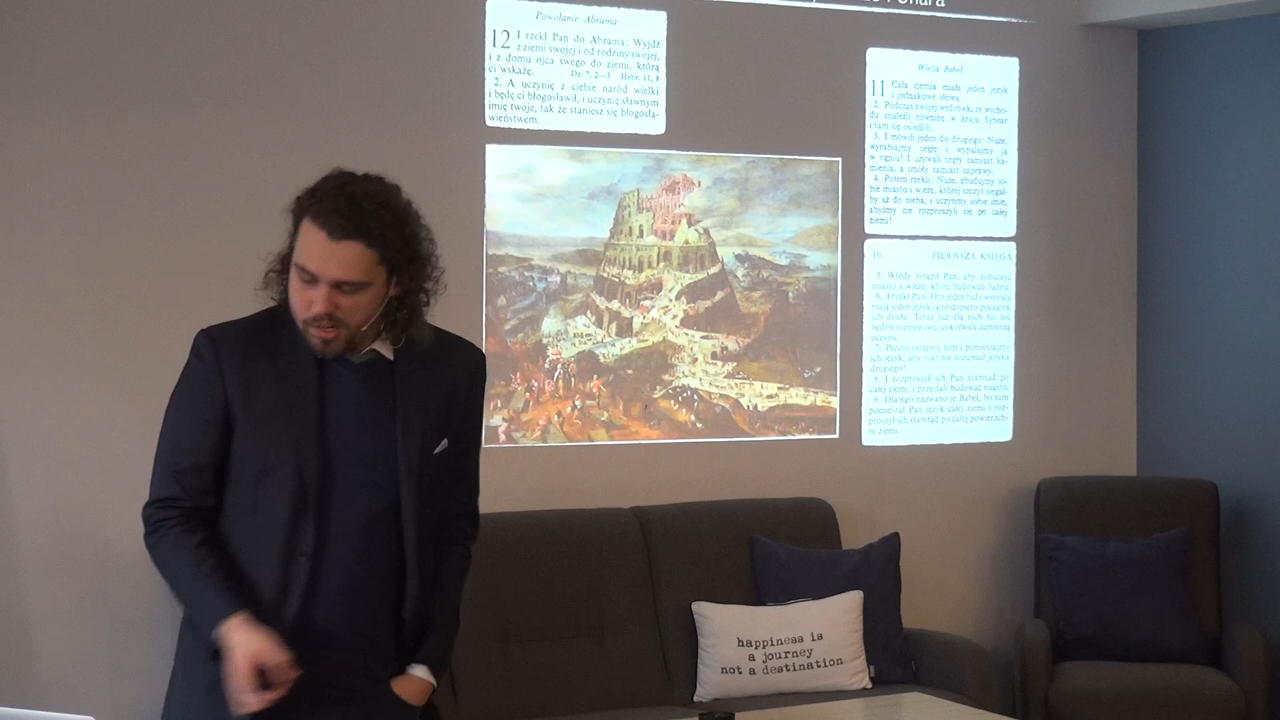 Powołanie Abrama
12 I rzekł Pan do Abrama: Wyjdź
z ziemi swojej i od rodziny swojej,
i z domu ojca swego do ziemi, którą
ci wskażę. Dz. 7, 2—3 Hebr. 11, 8
2. A uczynię z ciebie naród wielki
i będę ci błogosławił, i uczynię sławnym
imię twoje, tak że staniesz się błogosła-
wieństwem.
Wieża Babel
11 Cała ziemia miała jeden język
i jednakowe słowa.
2. Podczas swojej wędrówki ze wscho-
du znaleźli równinę w kraju Synear
i tam się osiedlili.
3. I mówili jeden do drugiego: Nuże,
wyrabiajmy cegłę i wypalajmy ją
w ogniu! I używali cegły zamiast ka-
mienia, a smoły zamiast zaprawy.
4. Potem rzekli: Nuże, zbudujmy so-
bie miasto i wieżę, której szczyt sięgał-
by aż do nieba, i uczyńmy sobie imię,
abyśmy nie rozproszyli się po całej
ziemi!
16 PIERWSZA KSIĘGA
5. Wtedy zstąpił Pan, aby zobaczyć
miasto i wieżę, które budowali ludzie.
6. I rzekł Pan: Oto jeden lud i wszyscy
mają jeden język, a to dopiero początek
ich dzieła. Teraz już dla nich nic nie
będzie niemożliwe, cokolwiek zamierzą
uczynić.
7. Przeto zstąpmy tam i pomieszajmy
ich język, aby nikt nie rozumiał języka
drugiego!
8. I rozproszył ich Pan stamtąd po
całej ziemi, i przestali budować miasto.
9. Dlatego nazwano je Babel, bo tam
pomieszał Pan język całej ziemi i roz-
proszył ich stamtąd po całej powierzch-
ni ziemi.
happiness is
a journey
not a destination